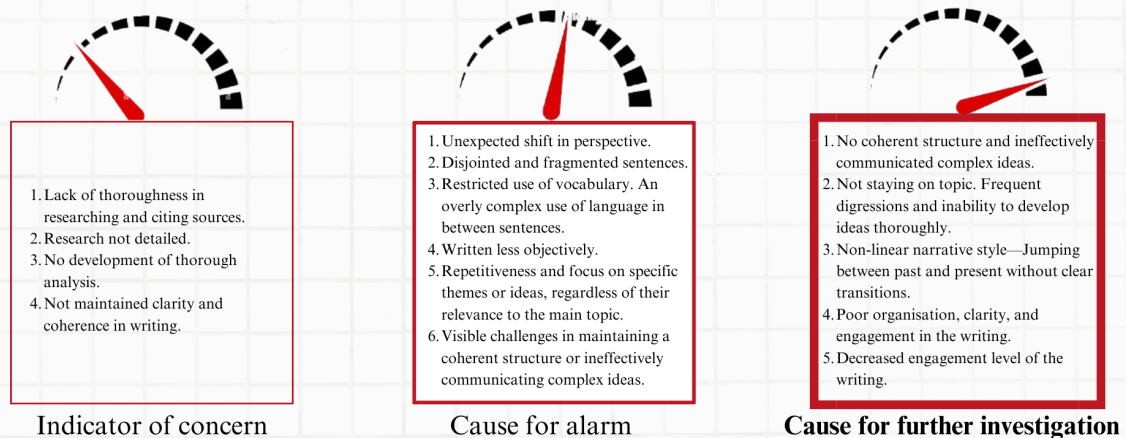 1. Lack of thoroughness in
researching and citing sources.
2. Research not detailed.
3. No development of thorough
analysis.
4. Not maintained clarity and
coherence in writing.
Indicator of concern
1. Unexpected shift in perspective.
2. Disjointed and fragmented sentences.
3. Restricted use of vocabulary. An
overly complex use of language in
between sentences.
4. Written less objectively.
5. Repetitiveness and focus on specific
themes or ideas, regardless of their
relevance to the main topic.
6. Visible challenges in maintaining a
coherent structure or ineffectively
communicating complex ideas.
Cause for alarm
1. No coherent structure and ineffectively
communicated complex ideas.
2. Not staying on topic. Frequent
digressions and inability to develop
ideas thoroughly.
3. Non-linear narrative style—Jumping
between past and present without clear
transitions.
4. Poor organisation, clarity, and
engagement in the writing.
5. Decreased engagement level of the
writing.
Cause for further investigation